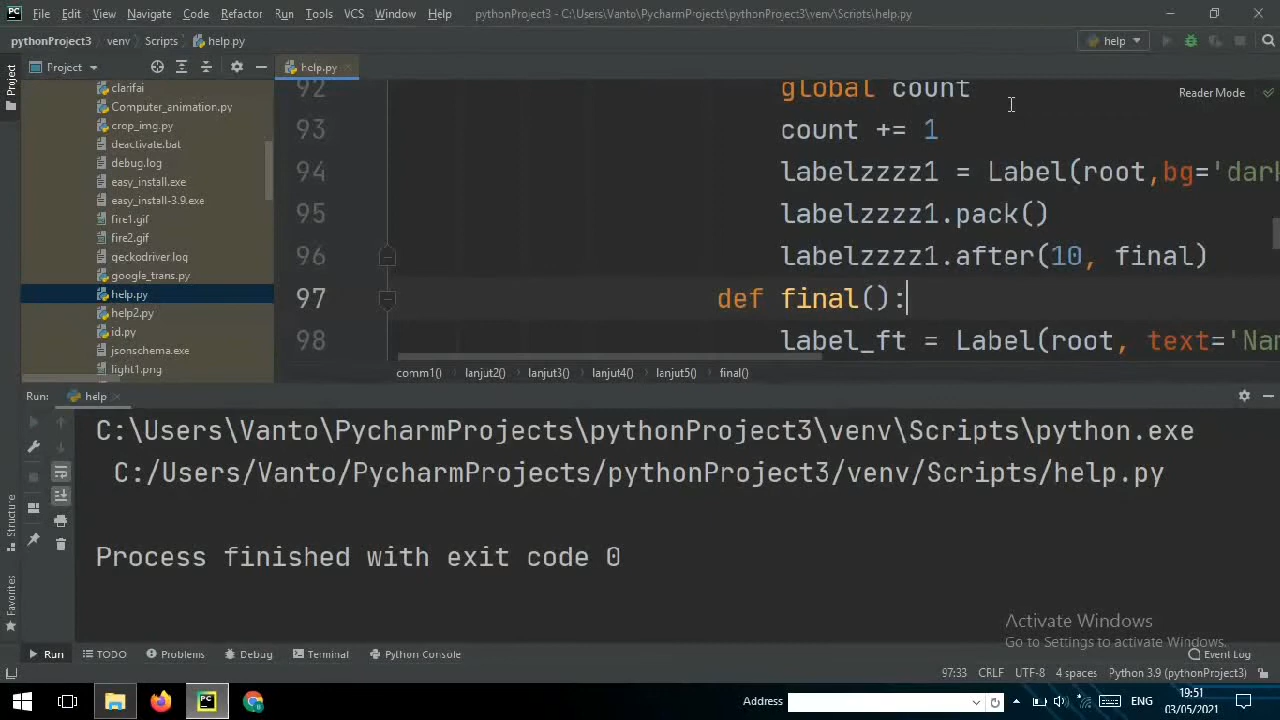 PC File Edit View Navigate Code Refactor Run Tools VCS Window Help pythonProject3 - C:\Users\Vanto\PycharmProjects\pythonProject3\venv\Scripts\help.py
pythonProject3 venv Scripts help.py help
Project help.py
Project
clarifai
Computer_animation.py
crop_img.py
deactivate.bat
debug.log
easy_install.exe
easy_install-3.9.exe
fire1.gif
fire2.gif
geckodriver.log
google_trans.py
help.py
help2.py
id.py
jsonschema.exe
light1.png
Reader Mode
92 global count
93 count += 1
94 labelzzzz1 = Label(root,bg='dark
95 labelzzzz1.pack()
96 labelzzzz1.after(10, final)
97 def final():
98 label_ft = Label(root, text='Nam
comm1() lanjut2() lanjut3() lanjut4() lanjut5() final()
Run: help
C:\Users\Vanto\PycharmProjects\pythonProject3\venv\Scripts\python.exe
C:/Users/Vanto/PycharmProjects/pythonProject3/venv/Scripts/help.py
Process finished with exit code 0
Structure
Favorites
Activate Windows
Go to Settings to activate Windows.
Run TODO Problems Debug Terminal Python Console Event Log
97:33 CRLF UTF-8 4 spaces Python 3.9 (pythonProject3)
PC Address ENG 19:51
03/05/2021